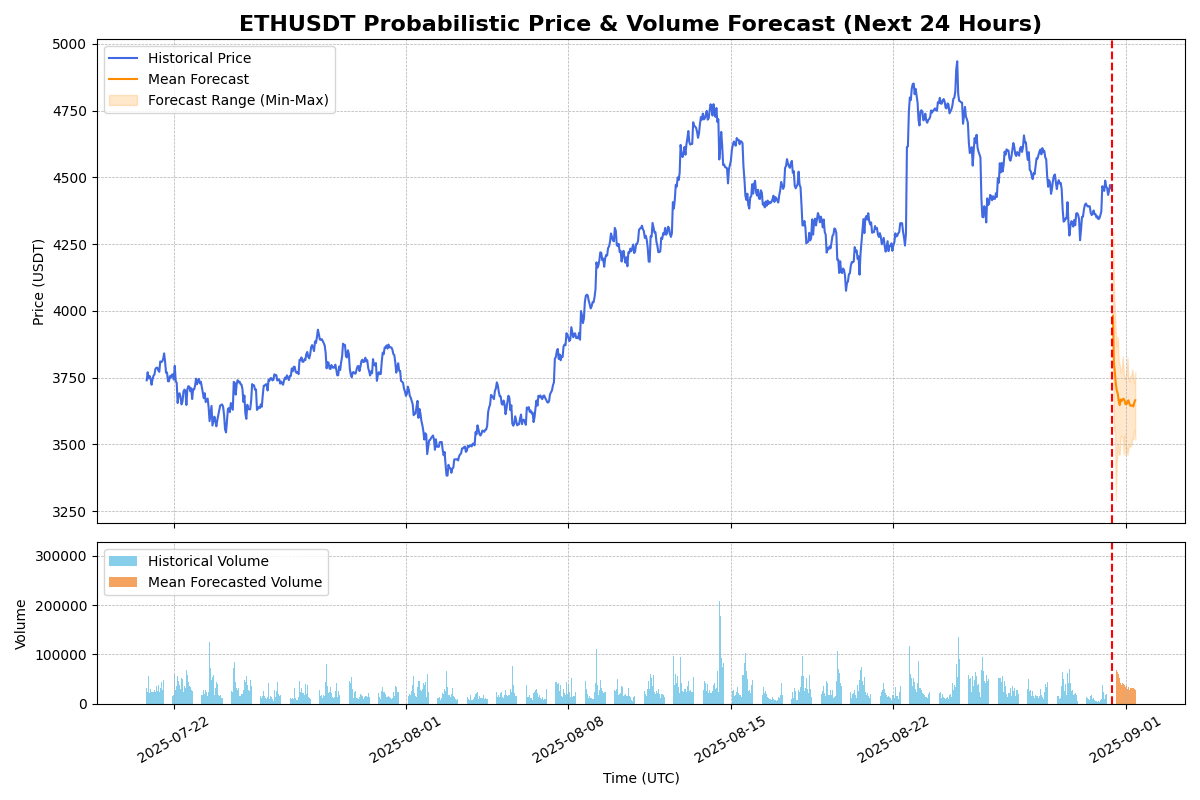 ETHUSDT Probabilistic Price & Volume Forecast (Next 24 Hours)
Historical Price
Mean Forecast
Forecast Range (Min-Max)
Price (USDT)
5000
4750
4500
4250
4000
3750
3500
3250
Historical Volume
Mean Forecasted Volume
Volume
300000
200000
100000
0
2025-07-22
2025-08-01
2025-08-08
2025-08-15
2025-08-22
2025-09-01
Time (UTC)